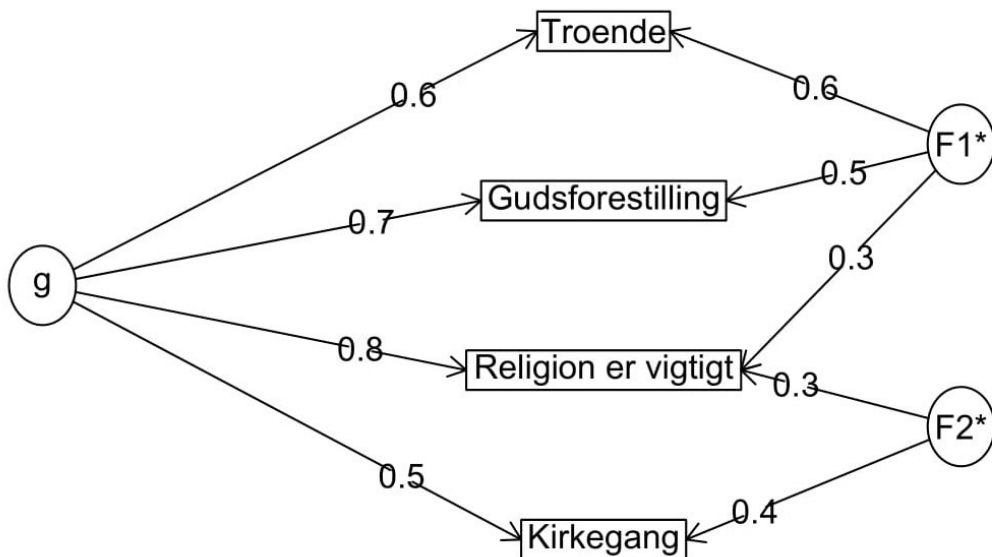 Troende
0.6
0.6
F1*
0.5
Gudsforestilling
0.7
0.3
g
0.8
Religion er vigtigt
0.3
F2*
0.5
0.4
Kirkegang